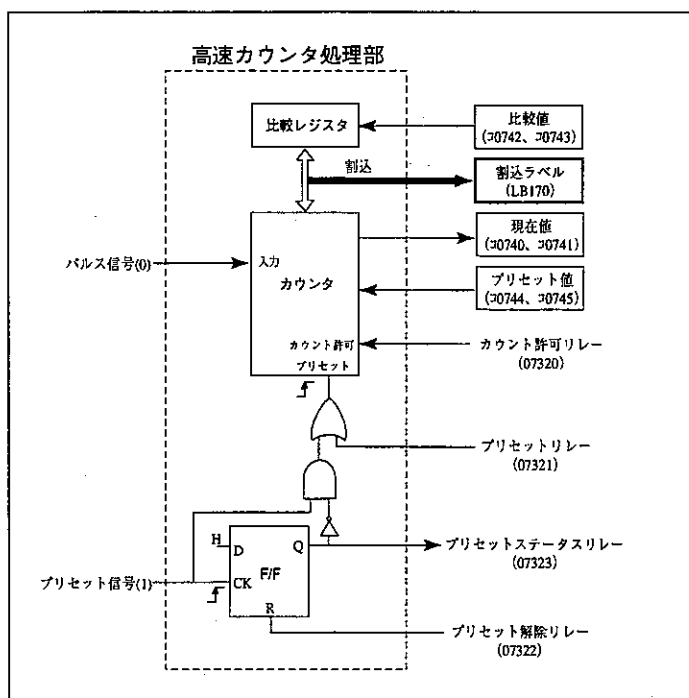 高速カウンタ処理部
比較レジスタ
比較値
(コ0742、コ0743)
割込
割込ラベル
(LB170)
現在値
(コ0740、コ0741)
パルス信号(0)
入力
カウンタ
プリセット値
(コ0744、コ0745)
カウント許可
カウント許可リレー
(07320)
プリセット
プリセットリレー
(07321)
H
D
Q
F/F
プリセットステータスリレー
(07323)
プリセット信号(1)
CK
R
プリセット解除リレー
(07322)